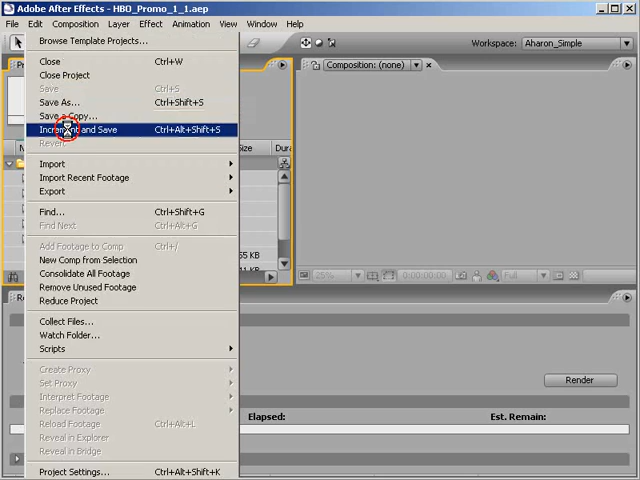 Adobe After Effects - HBO_Promo_1_1.aep
File Edit Composition Layer Effect Animation View Window Help
Workspace: Aharon_Simple
Browse Template Projects...
Close Ctrl+W
Close Project
Save Ctrl+S
Save As... Ctrl+Shift+S
Save a Copy...
Increment and Save Ctrl+Alt+Shift+S
Revert
Import
Import Recent Footage
Export
Find... Ctrl+Shift+G
Find Next Ctrl+Alt+G
Add Footage to Comp Ctrl+/
New Comp from Selection
Consolidate All Footage
Remove Unused Footage
Reduce Project
Collect Files...
Watch Folder...
Scripts
Create Proxy
Set Proxy
Interpret Footage
Replace Footage
Reload Footage Ctrl+Alt+L
Reveal in Explorer
Reveal in Bridge
Project Settings... Ctrl+Alt+Shift+K
Composition: (none)
Size Dura
55 KB
25% 0:00:00:00 Full
Render
Elapsed: Est. Remain: